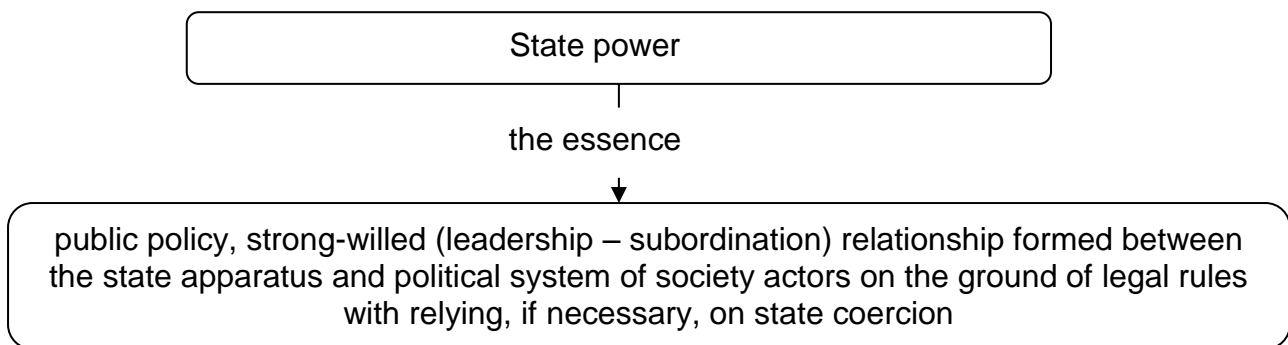 State power
the essence
public policy, strong-willed (leadership – subordination) relationship formed between
the state apparatus and political system of society actors on the ground of legal rules
with relying, if necessary, on state coercion